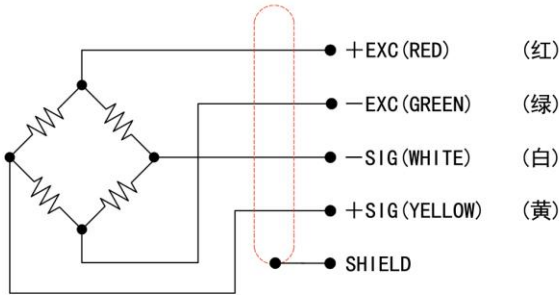 +EXC(RED) (红)
−EXC(GREEN) (绿)
−SIG(WHITE) (白)
+SIG(YELLOW) (黄)
SHIELD